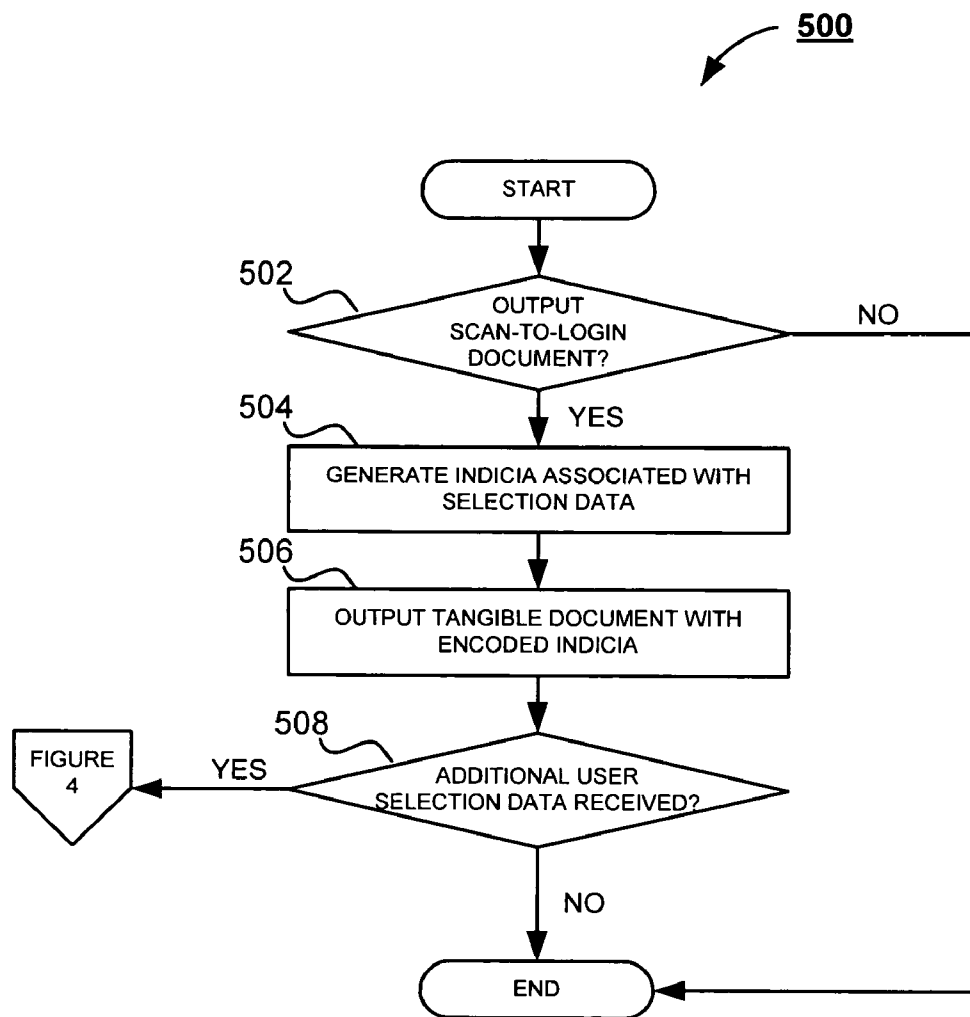 500
START
502
OUTPUT
SCAN-TO-LOGIN
DOCUMENT?
NO
YES
504
GENERATE INDICIA ASSOCIATED WITH
SELECTION DATA
506
OUTPUT TANGIBLE DOCUMENT WITH
ENCODED INDICIA
508
ADDITIONAL USER
SELECTION DATA RECEIVED?
YES
FIGURE
4
NO
END